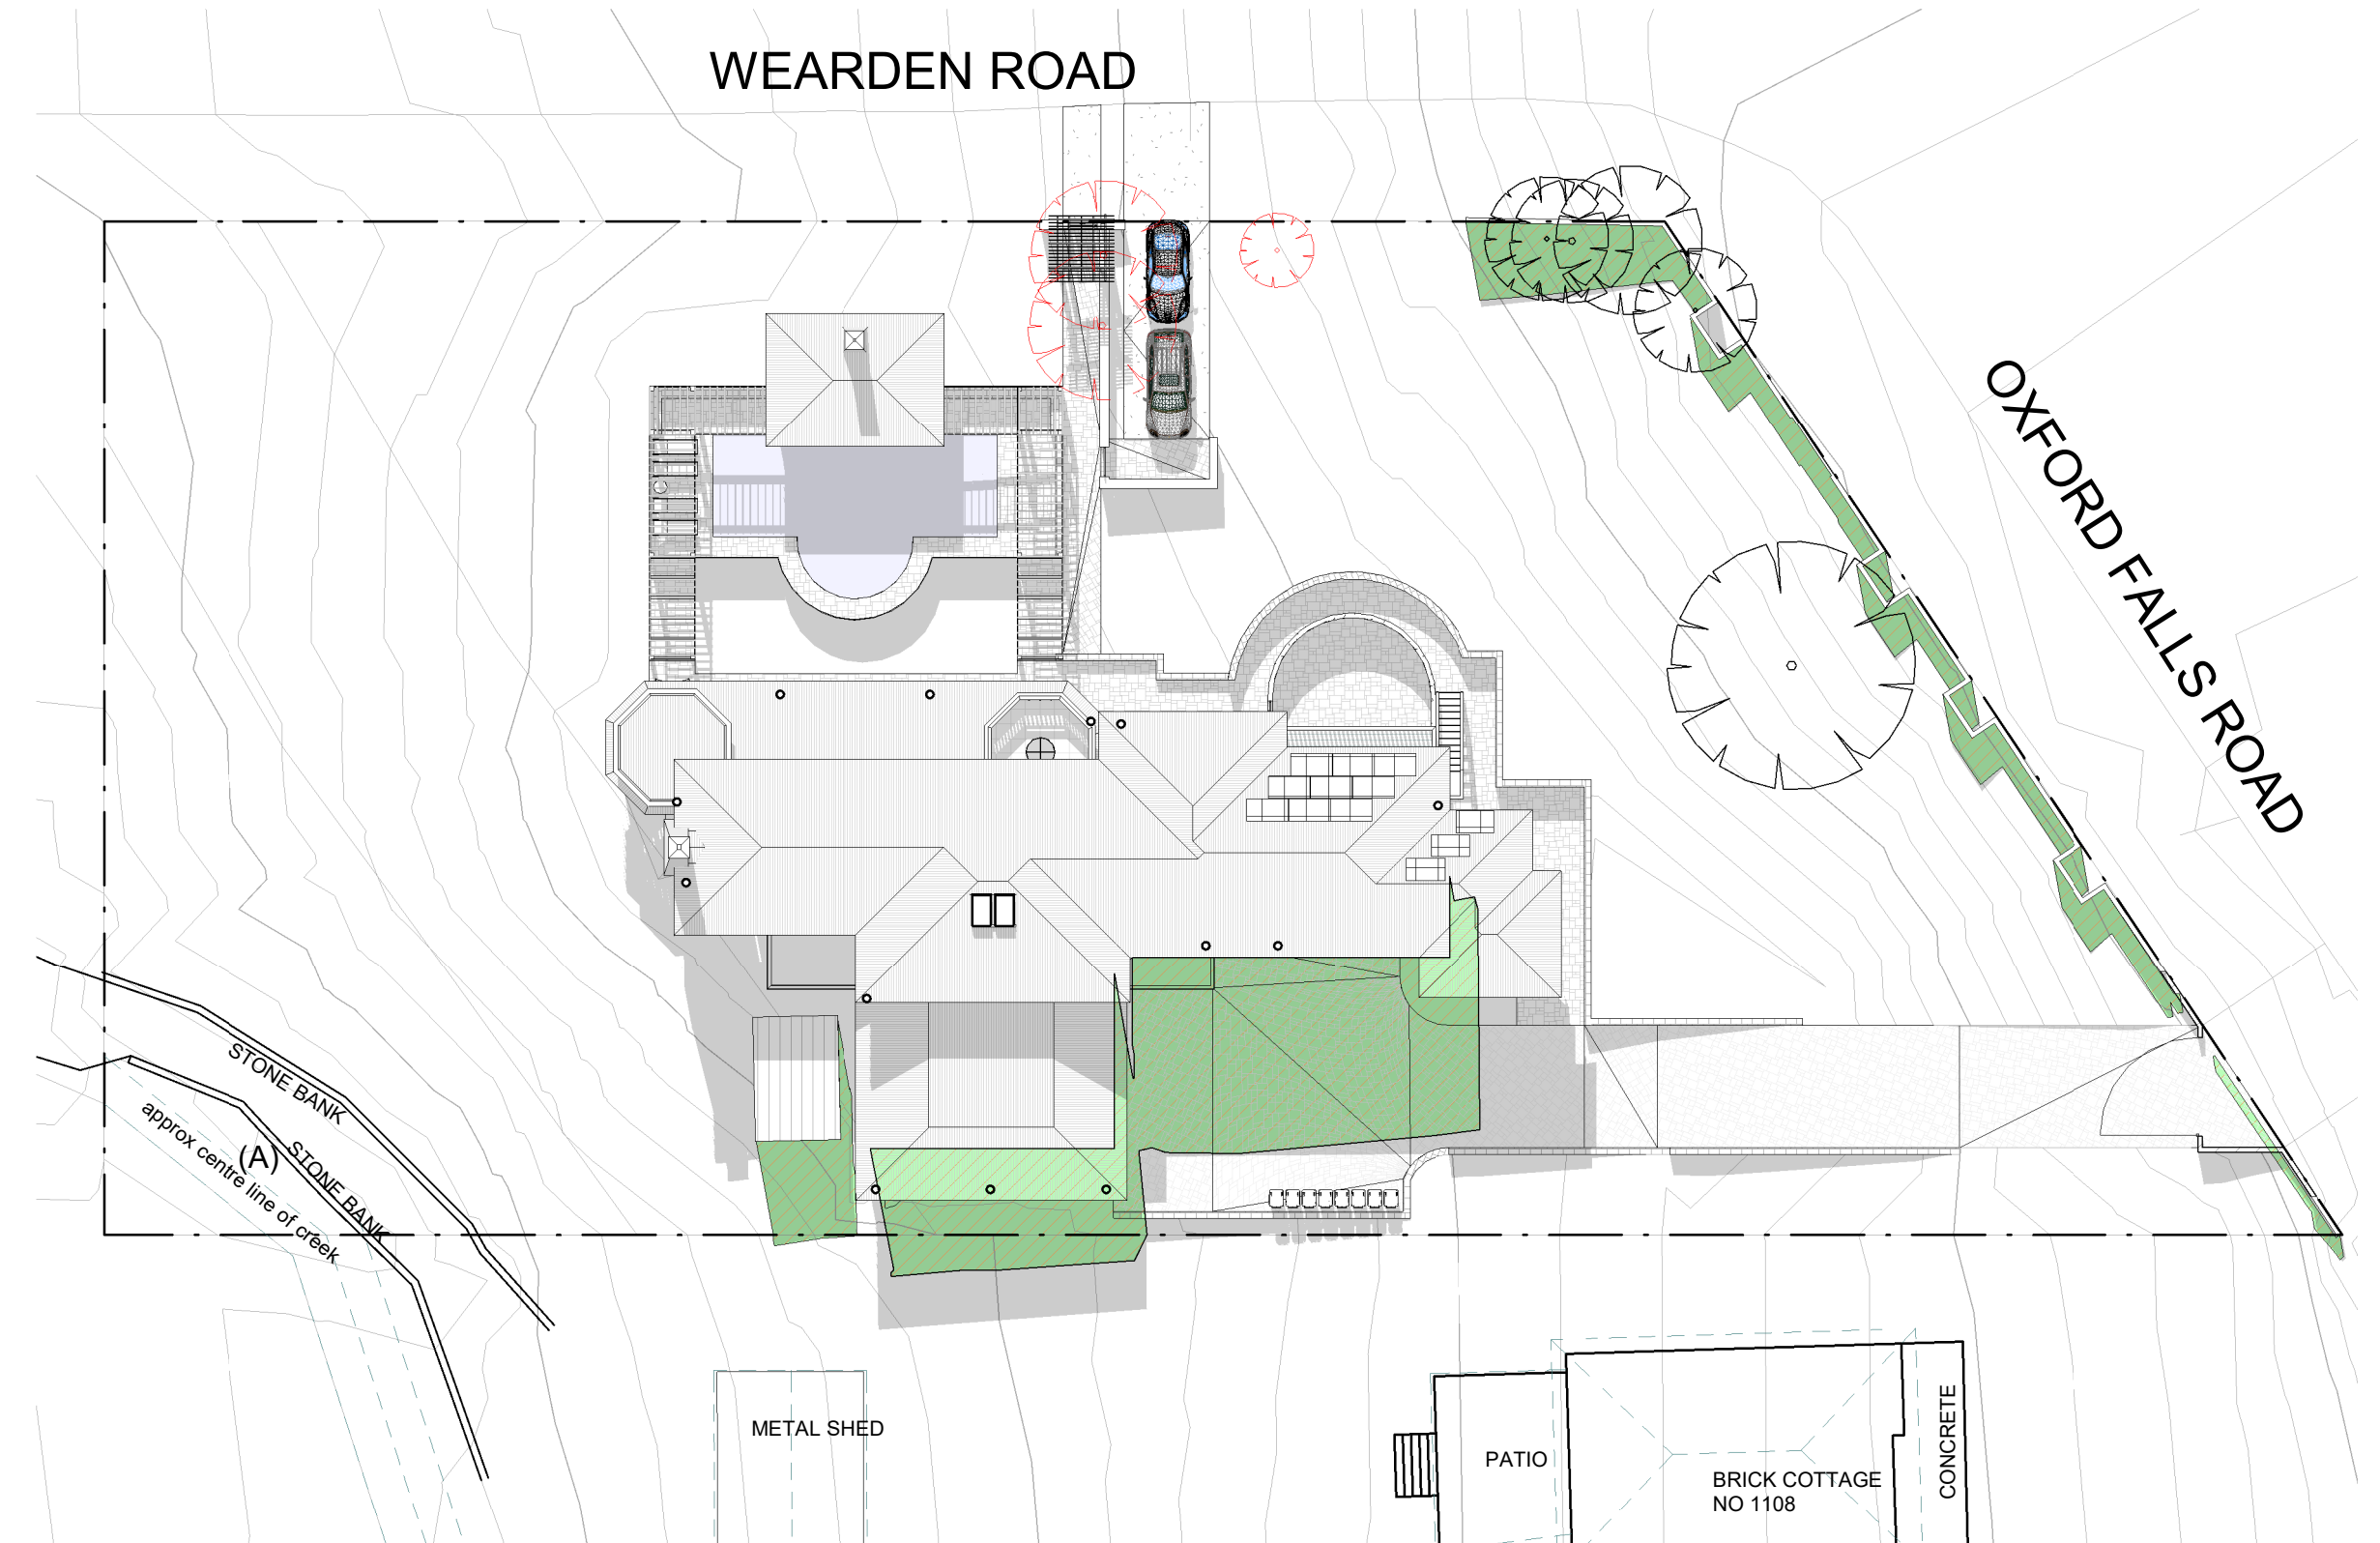 WEARDEN ROAD
OXFORD FALLS ROAD
STONE BANK
STONE BANK
(A)
approx centre line of creek
METAL SHED
PATIO
BRICK COTTAGE
NO 1108
CONCRETE